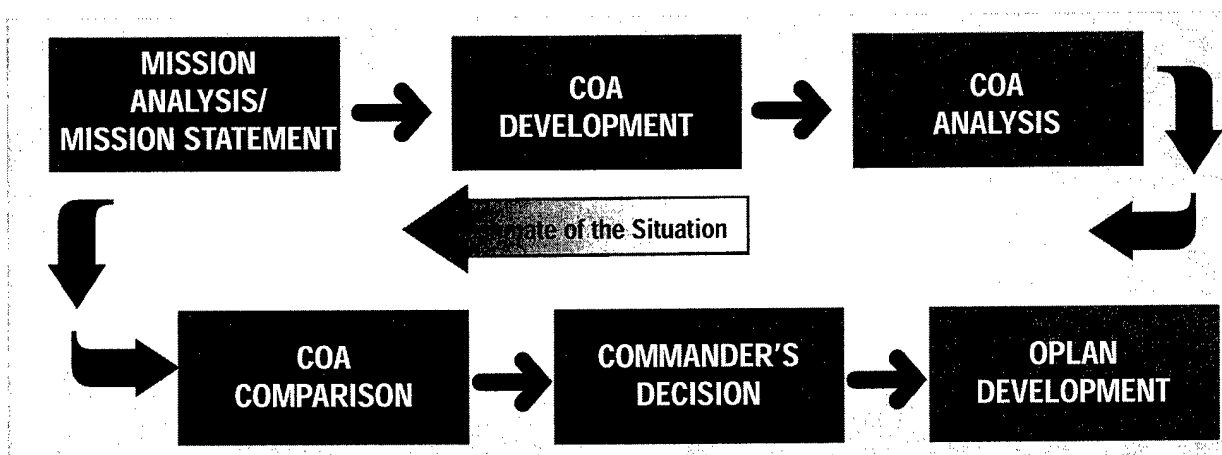 MISSION
ANALYSIS/
MISSION STATEMENT
COA
DEVELOPMENT
COA
ANALYSIS
of the Situation
COA
COMPARISON
COMMANDER'S
DECISION
OPLAN
DEVELOPMENT